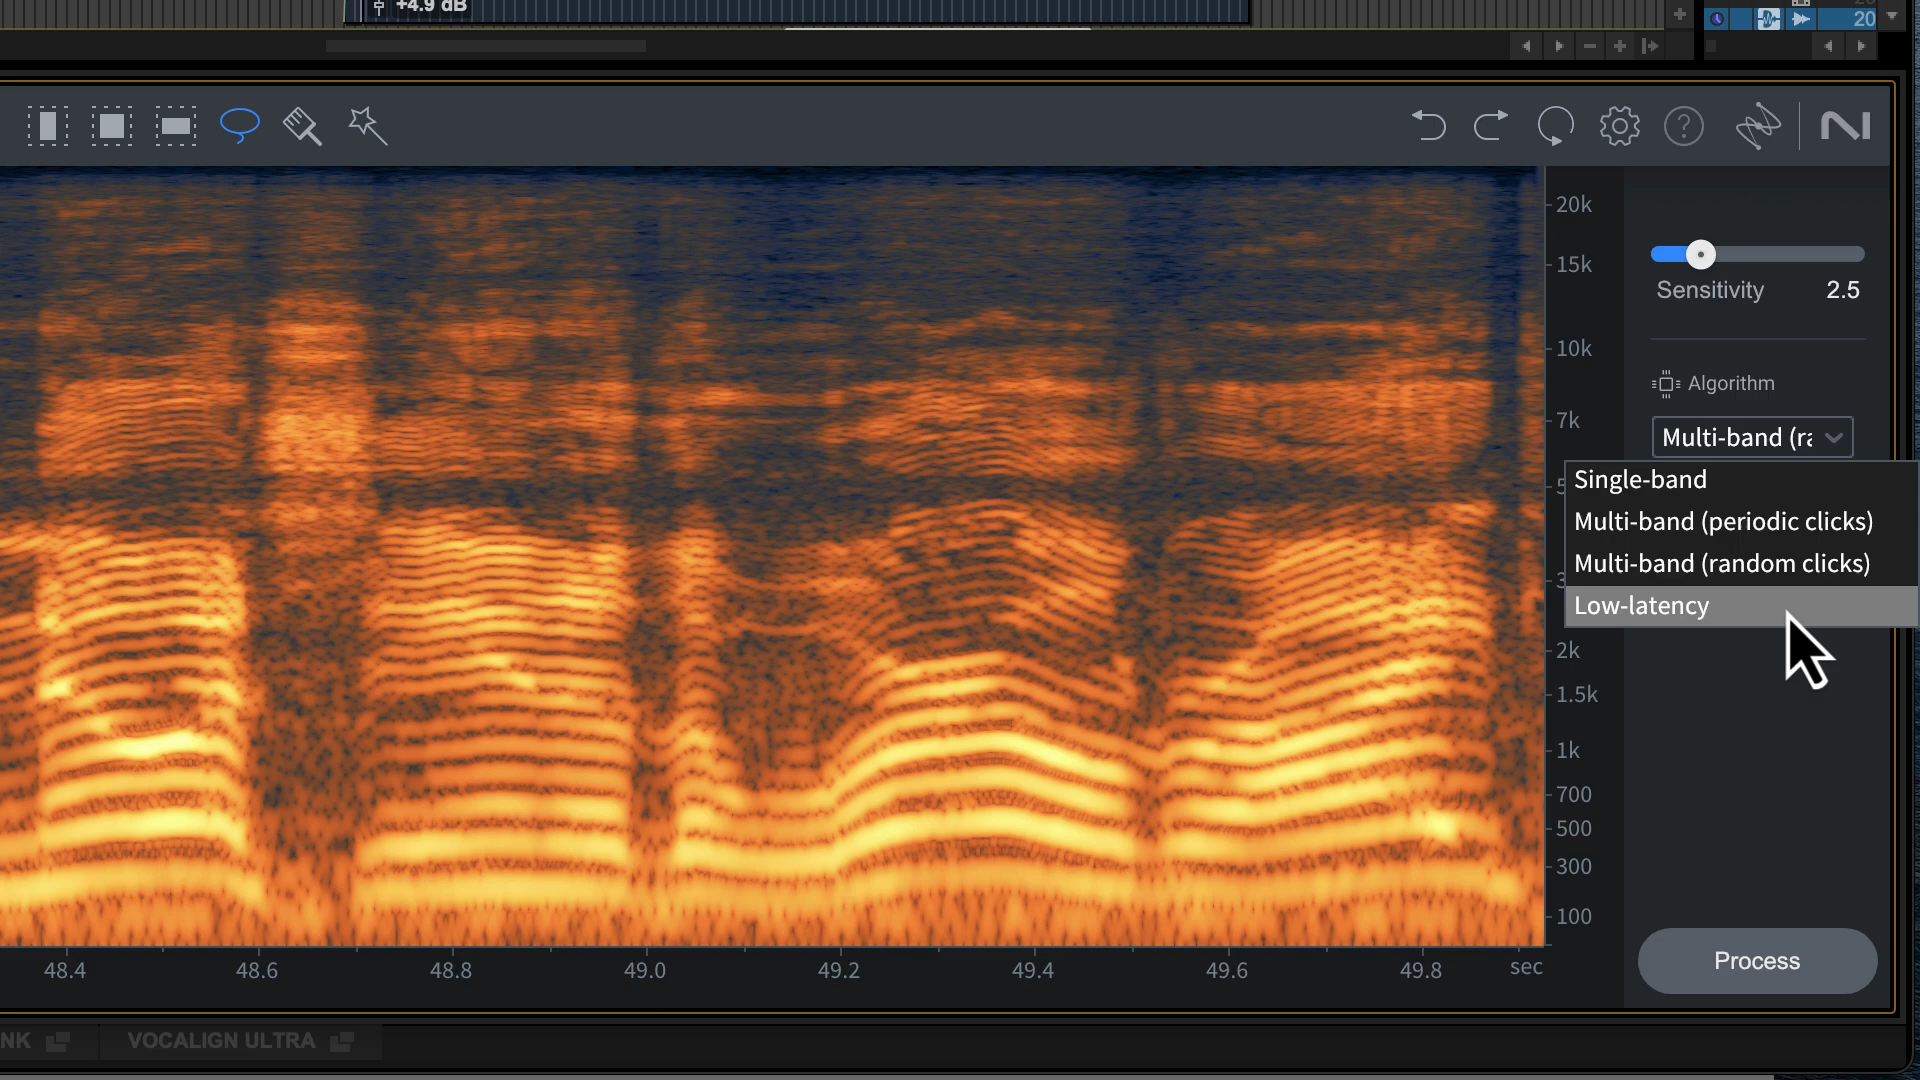 +4.9 dB
20
20k
15k
10k
7k
5
3
2k
1.5k
1k
700
500
300
100
Sensitivity 2.5
Algorithm
Multi-band (ra
Single-band
Multi-band (periodic clicks)
Multi-band (random clicks)
Low-latency
Process
48.4 48.6 48.8 49.0 49.2 49.4 49.6 49.8 sec
NK VOCALIGN ULTRA